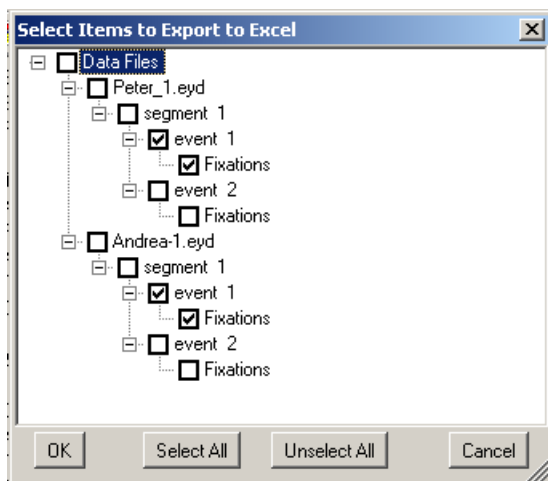 Select Items to Export to Excel
Data Files
Peter_1.eyd
segment 1
event 1
Fixations
event 2
Fixations
Andrea-1.eyd
segment 1
event 1
Fixations
event 2
Fixations
OK Select All Unselect All Cancel